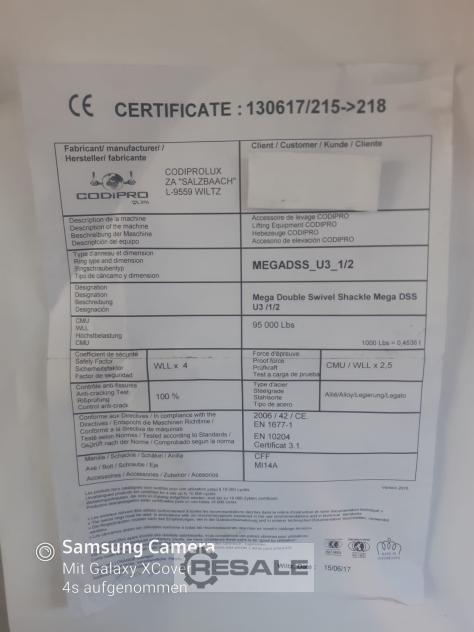 CE CERTIFICATE : 130617/215->218
Fabricant/ manufacturer/
Hersteller/ fabricante
CODIPRO
CODIPROLUX
ZA "SALZBAACH"
L-9559 WILTZ
Client / Customer / Kunde / Cliente
Description de la machine
Description of the machine
Beschreibung der Maschine
Descripción del equipo
Accessoire de levage CODIPRO
Lifting Equipment CODIPRO
Hebezeuge CODIPRO
Accesorio de elevación CODIPRO
Type d'anneau et dimension
Ring type and dimension
Ringschraubentyp
Tipo de cáncamo y dimensión
MEGADSS_U3_1/2
Désignation
Designation
Beschreibung
Designación
Mega Double Swivel Shackle Mega DSS
U3 /1/2
CMU
WLL
Höchstbelastung
CMU
95 000 Lbs
1000 Lbs = 0,4536 t
Coefficient de sécurité
Safety Factor
Sicherheitsfaktor
Factor de seguridad
WLL x 4
Force d'épreuve
Proof force
Prüfkraft
Test a carga de prueba
CMU / WLL x 2,5
Contrôle anti-fissures
Anti-cracking Test
Rißprüfung
Control anti-crack
100 %
Type d'acier
Steelgrade
Stahlsorte
Tipo de acero
Allié/Alloy/Legierung/Legato
Conforme aux Directives / In compliance with the
Directives / Entspricht den Maschinen Richtlinie /
Conforme a la Directiva de máquinas
Testé selon Normes / Tested according to Standards /
Geprüft nach der Norm / Comprobado según la norma
2006 / 42 / CE.
EN 1677-1
EN 10204
Certificat 3.1.
Manille / Schackle / Schäkel / Anilla
Axe / Bolt / Schraube / Eje
Accessoires / Accessories / Zubehör / Accesorios
CFF
MI14A
Version 2015
Wiltz Date : 15/06/17
RESALE
Samsung Camera
Mit Galaxy XCover
4s aufgenommen